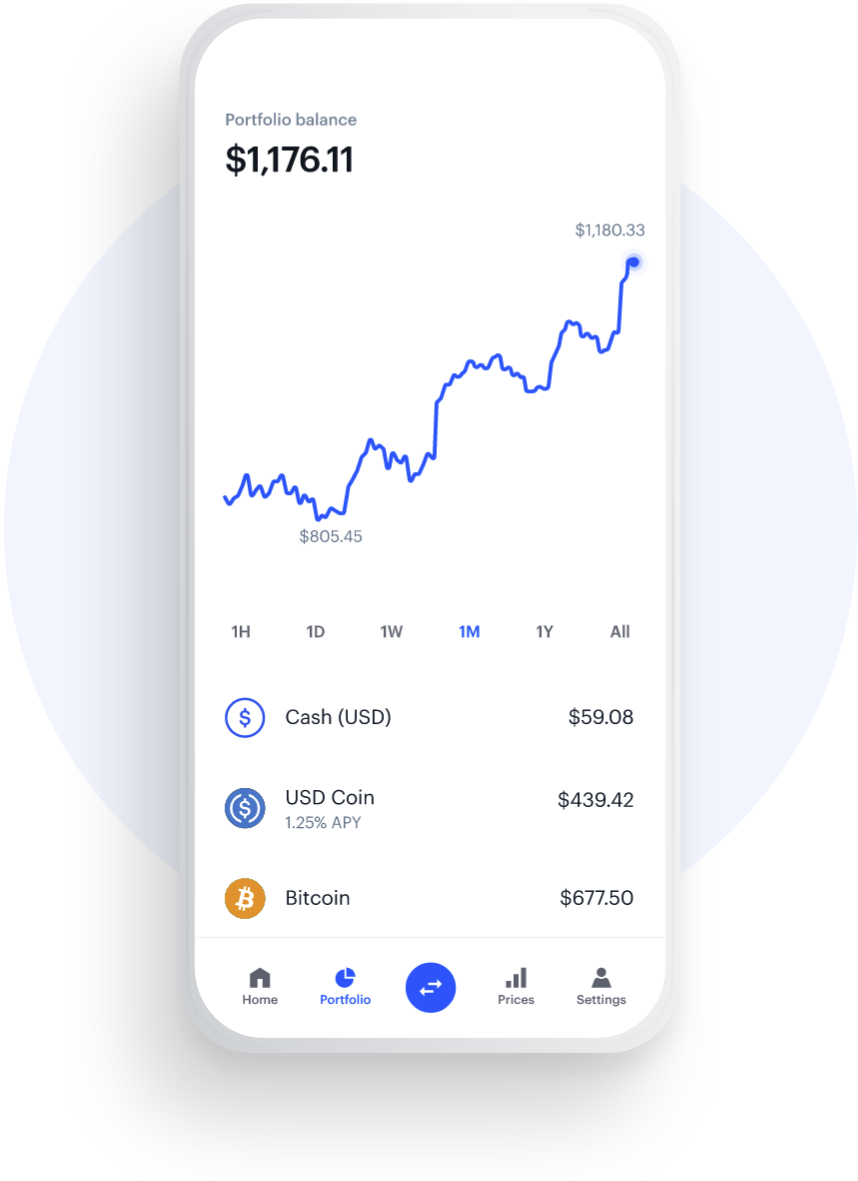 Portfolio balance
$1,176.11
$1,180.33
$805.45
1H 1D 1W 1M 1Y All
Cash (USD) $59.08
USD Coin $439.42
1.25% APY
Bitcoin $677.50
Home Portfolio Prices Settings